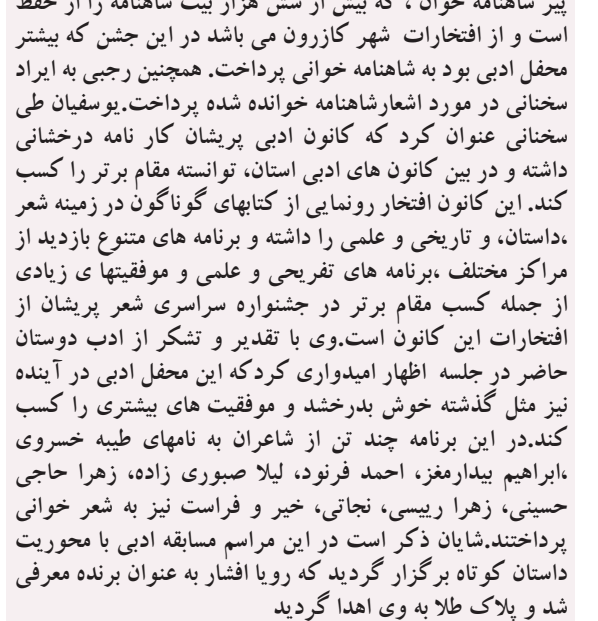 پیر شاهنامه خوان ، که بیش از شش هزار بیت شاهنامه را از حفظ
است و از افتخارات شهر کازرون می باشد در این جشن که بیشتر
محفل ادبی بود به شاهنامه خوانی پرداخت. همچنین رجبی به ایراد
سخنانی در مورد اشعارشاهنامه خوانده شده پرداخت.یوسفیان طی
سخنانی عنوان کرد که کانون ادبی پریشان کار نامه درخشانی
داشته و در بین کانون های ادبی استان، توانسته مقام برتر را کسب
کند. این کانون افتخار رونمایی از کتابهای گوناگون در زمینه شعر
،داستان، و تاریخی و علمی را داشته و برنامه های متنوع بازدید از
مراکز مختلف ،برنامه های تفریحی و علمی و موفقیتها ی زیادی
از جمله کسب مقام برتر در جشنواره سراسری شعر پریشان از
افتخارات این کانون است.وی با تقدیر و تشکر از ادب دوستان
حاضر در جلسه اظهار امیدواری کردکه این محفل ادبی در آینده
نیز مثل گذشته خوش بدرخشد و موفقیت های بیشتری را کسب
کند.در این برنامه چند تن از شاعران به نامهای طیبه خسروی
،ابراهیم بیدارمغز، احمد فرنود، لیلا صبوری زاده، زهرا حاجی
حسینی، زهرا رییسی، نجاتی، خیر و فراست نیز به شعر خوانی
پرداختند.شایان ذکر است در این مراسم مسابقه ادبی با محوریت
داستان کوتاه برگزار گردید که رویا افشار به عنوان برنده معرفی
شد و پلاک طلا به وی اهدا گردید